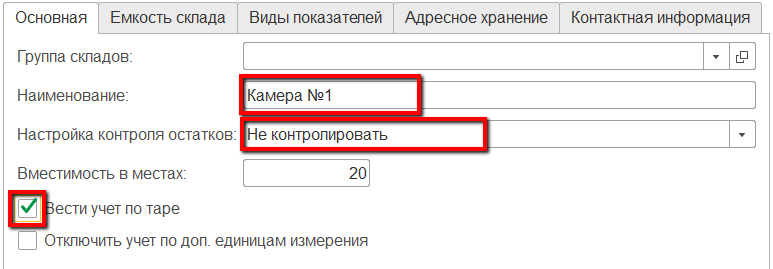 Основная Емкость склада Виды показателей Адресное хранение Контактная информация
Группа складов:
Наименование: Камера №1
Настройка контроля остатков: Не контролировать
Вместимость в местах: 20
Вести учет по таре
Отключить учет по доп. единицам измерения